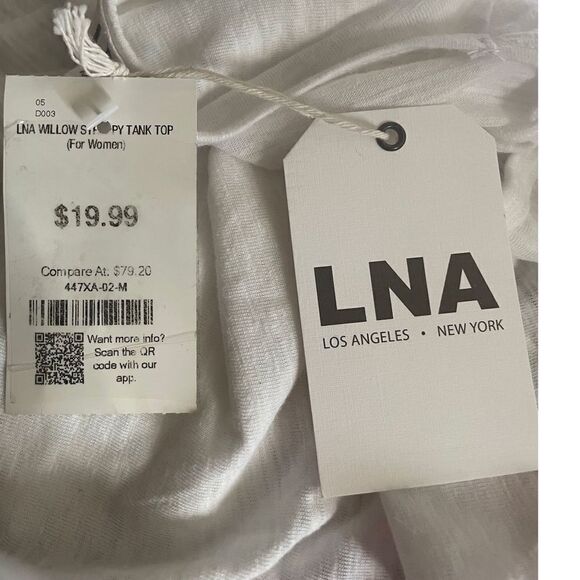 05
D003
LNA WILLOW TANK TOP
(For Women)
$19.99
Compare At: $79.20
447XA-02-M
Want more info?
Scan the QR
code with our
app.
LNA
LOS ANGELES • NEW YORK